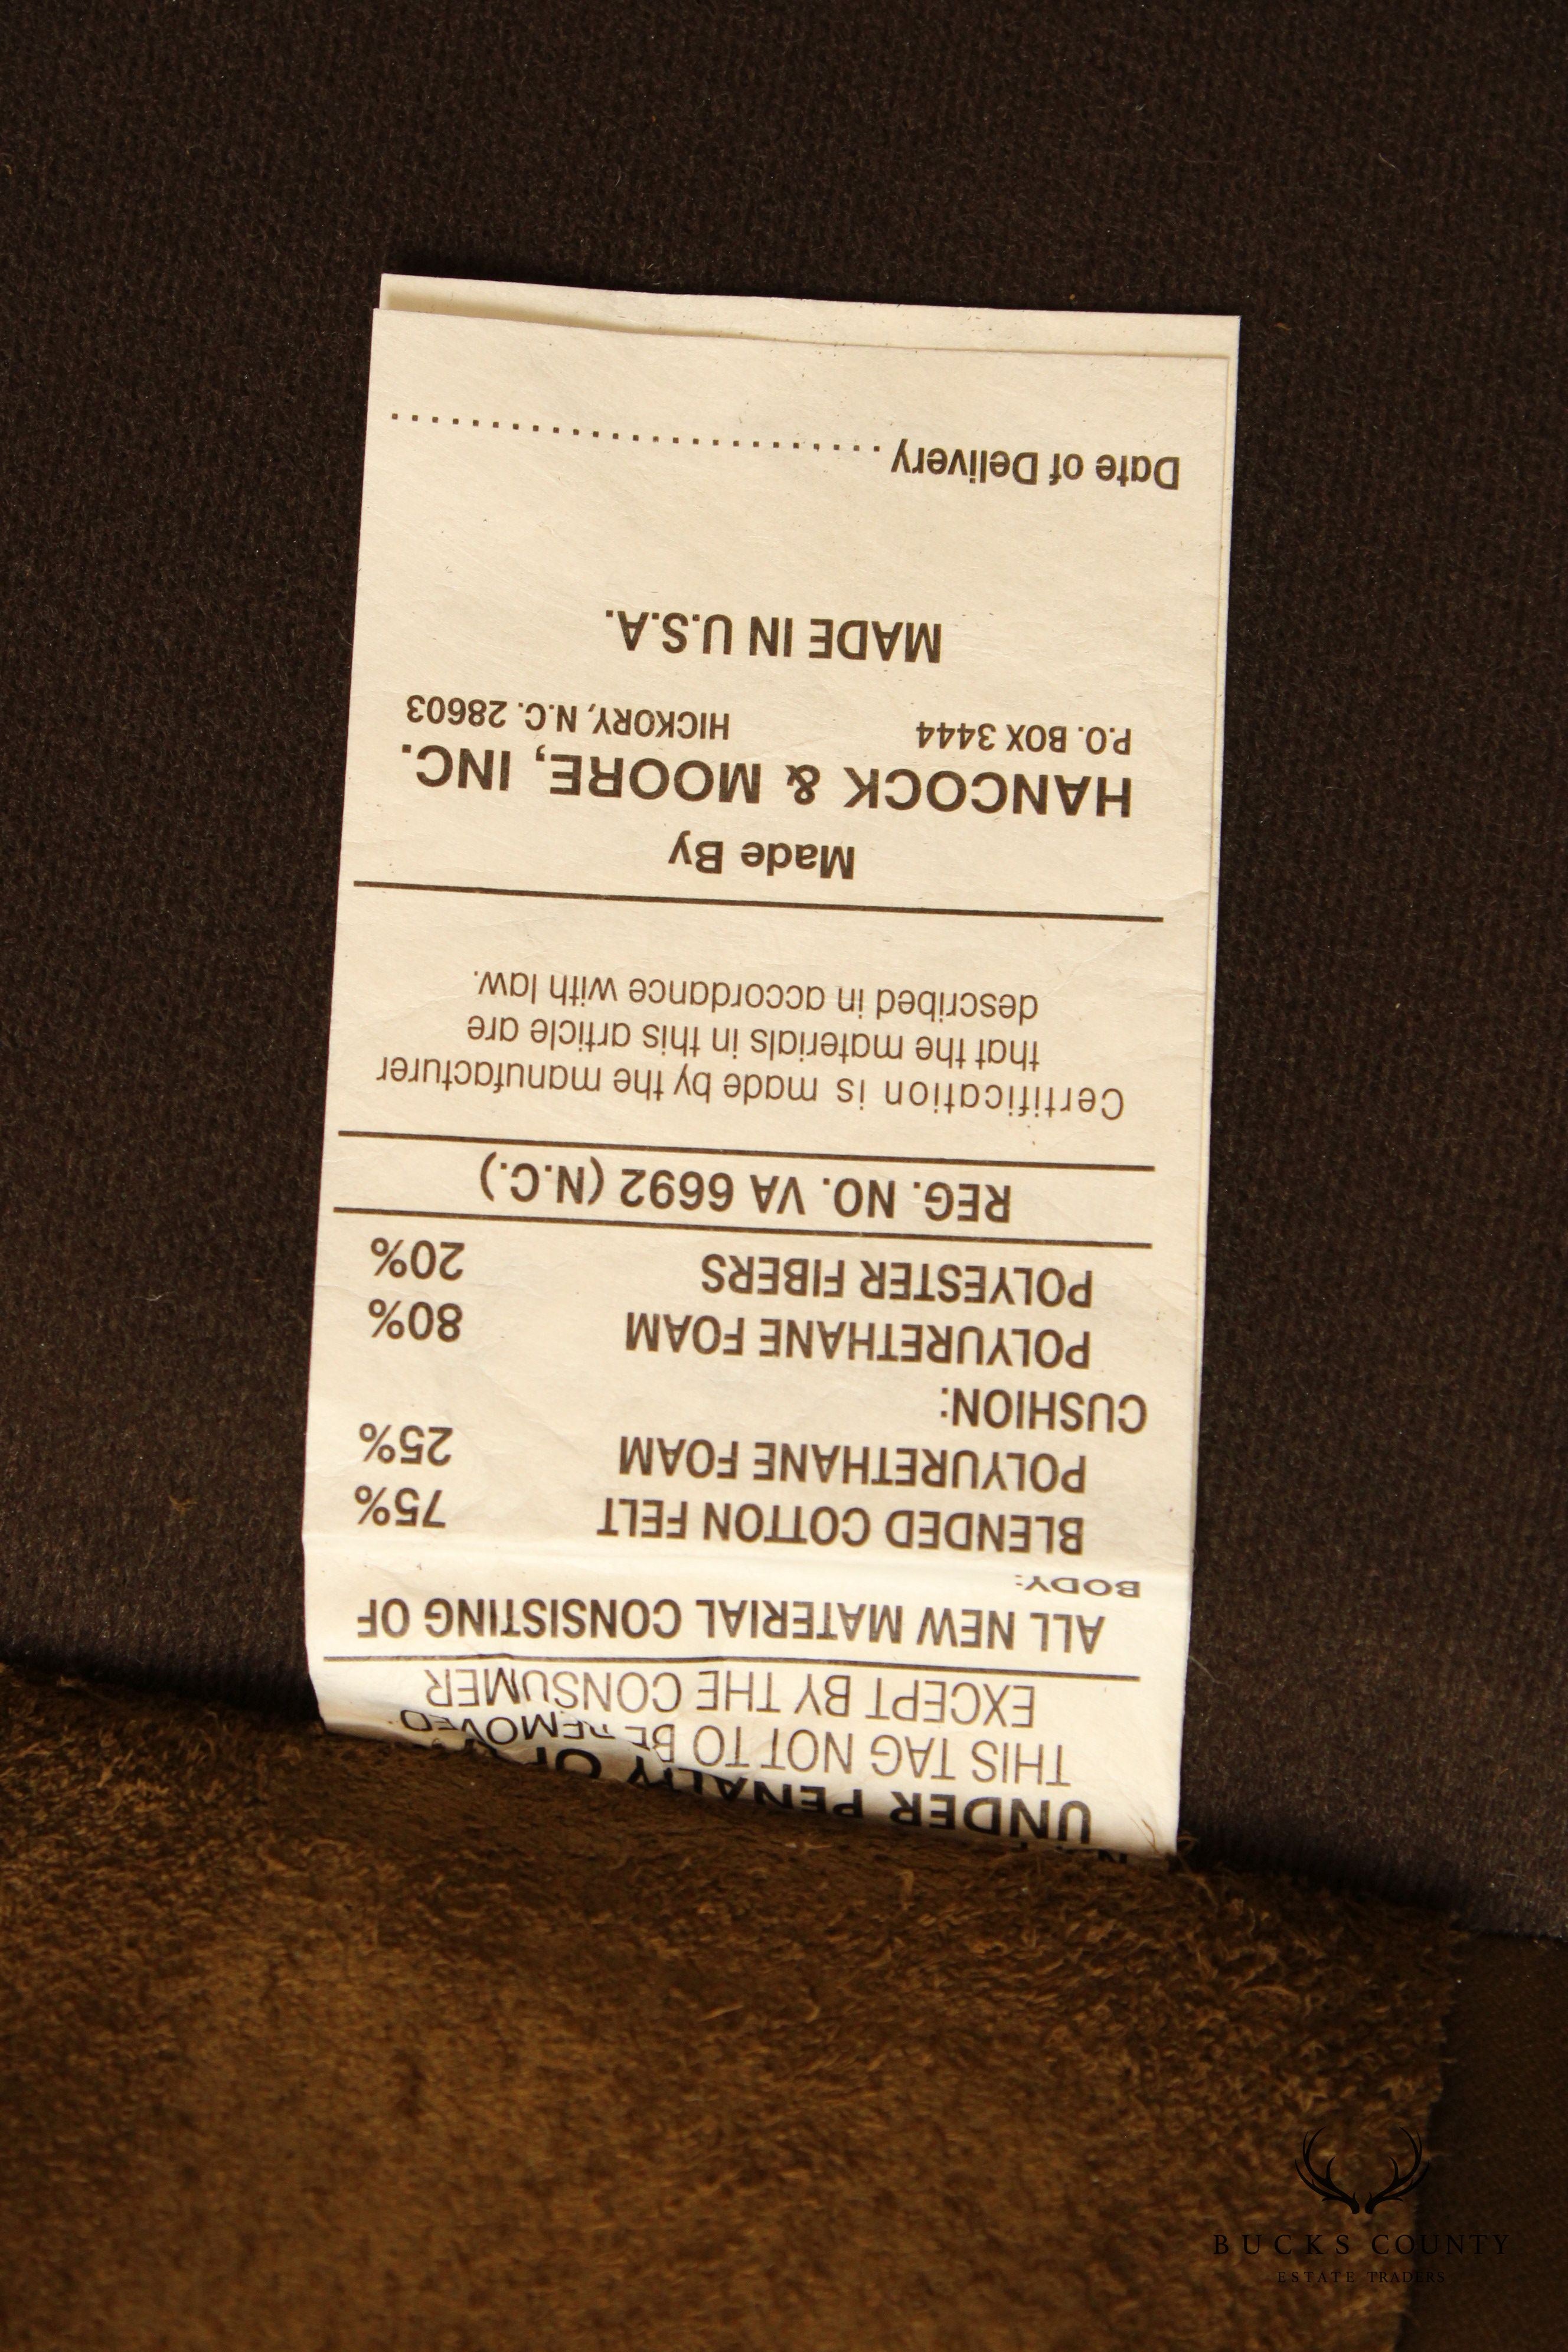 UNDER PENALTY OF
THIS TAG NOT TO BE REMOVED
EXCEPT BY THE CONSUMER
ALL NEW MATERIAL CONSISTING OF
BODY:
BLENDED COTTON FELT 75%
POLYURETHANE FOAM 25%
CUSHION:
POLYURETHANE FOAM 80%
POLYESTER FIBERS 20%
REG. NO. VA 6692 (N.C.)
Certification is made by the manufacturer
that the materials in this article are
described in accordance with law.
Made By
HANCOCK & MOORE, INC.
P.O. BOX 3444 HICKORY, N.C. 28603
MADE IN U.S.A.
Date of Delivery .........................
BUCKS COUNTY
ESTATE TRADERS